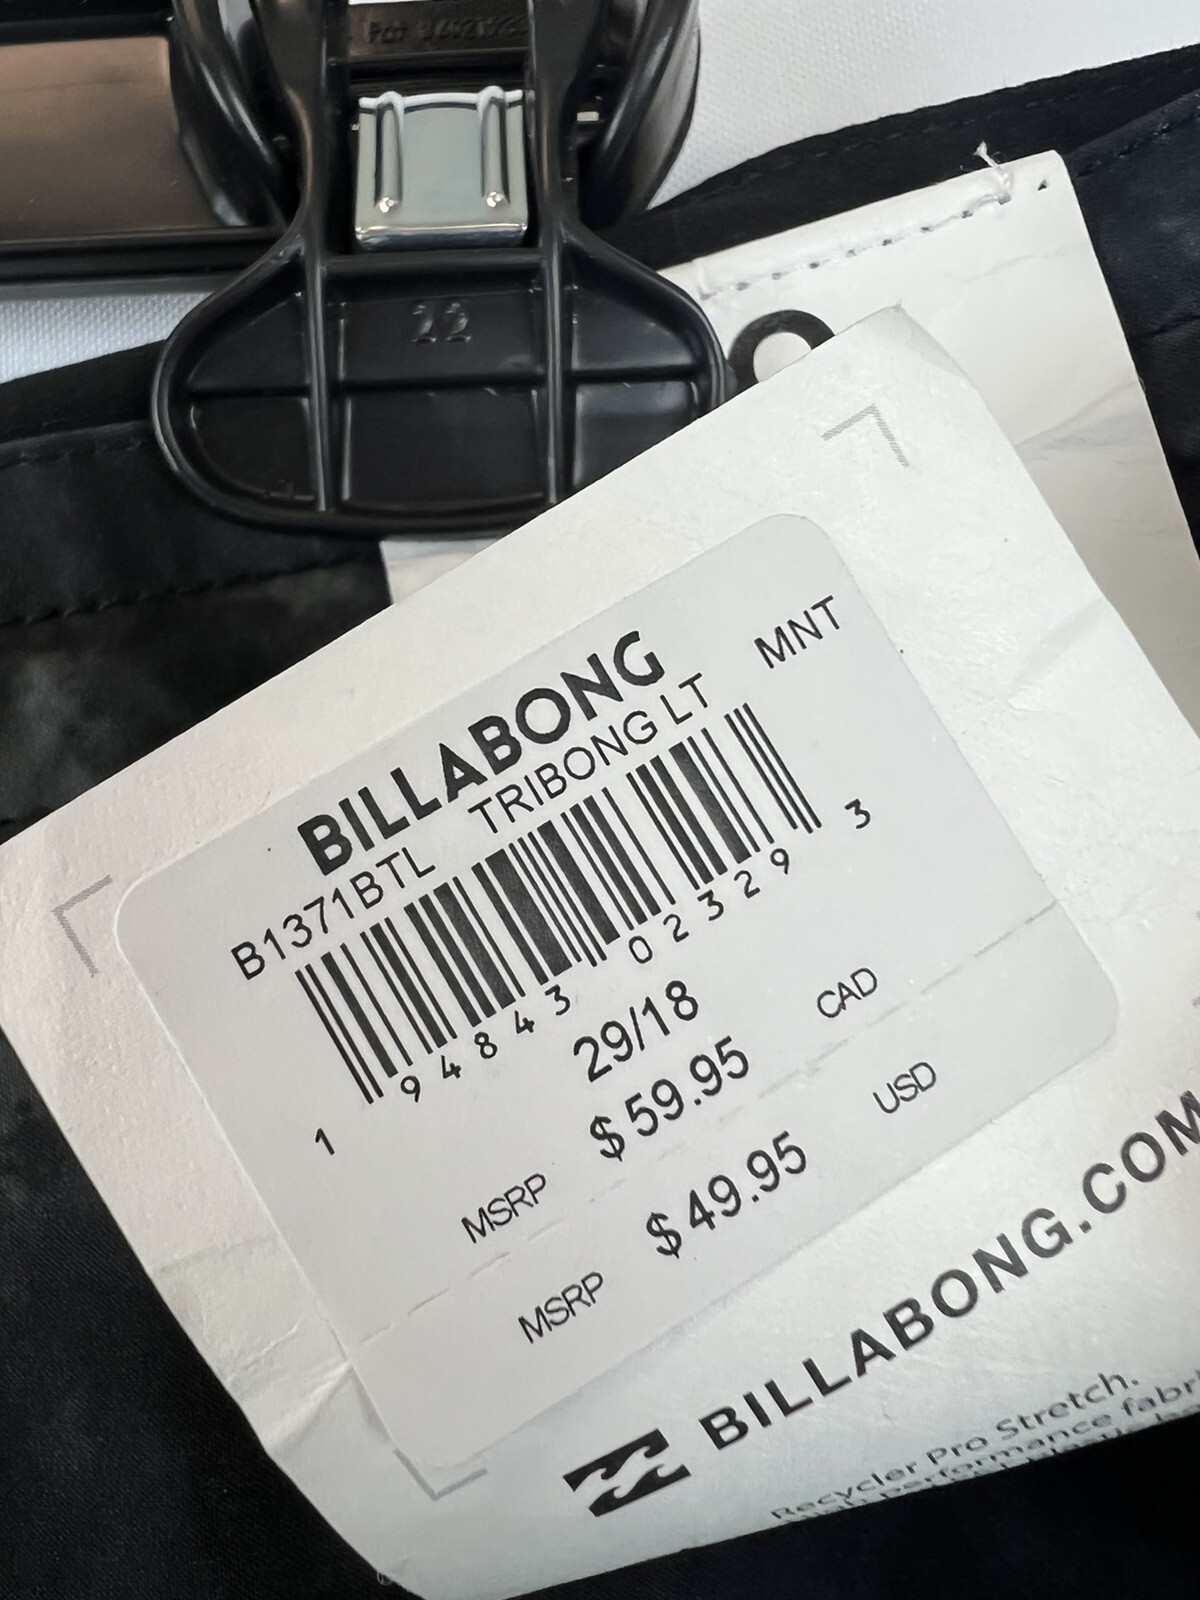 22
BILLABONG
MNT
B1371BTL TRIBONG LT
1 94843 02329 3
29/18
MSRP $59.95 CAD
MSRP $49.95 USD
BILLABONG.COM
Recycler Pro Stretch.
performance